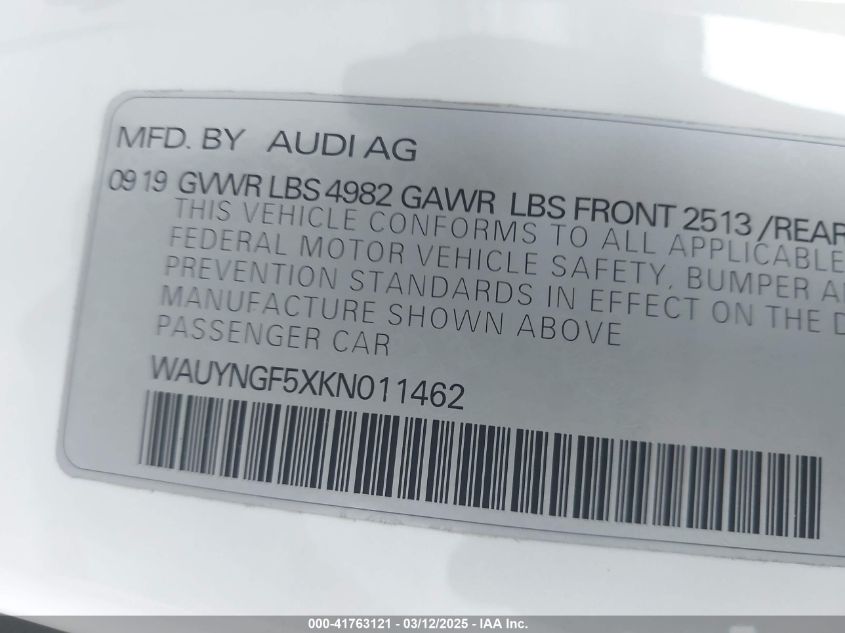 MFD. BY AUDI AG
09 19 GVWR LBS 4982 GAWR LBS FRONT 2513 /REAR
THIS VEHICLE CONFORMS TO ALL APPLICABLE
FEDERAL MOTOR VEHICLE SAFETY, BUMPER
PREVENTION STANDARDS IN EFFECT ON THE
MANUFACTURE SHOWN ABOVE
PASSENGER CAR
WAUYNGF5XKN011462
000-41763121 - 03/12/2025 - IAA Inc.